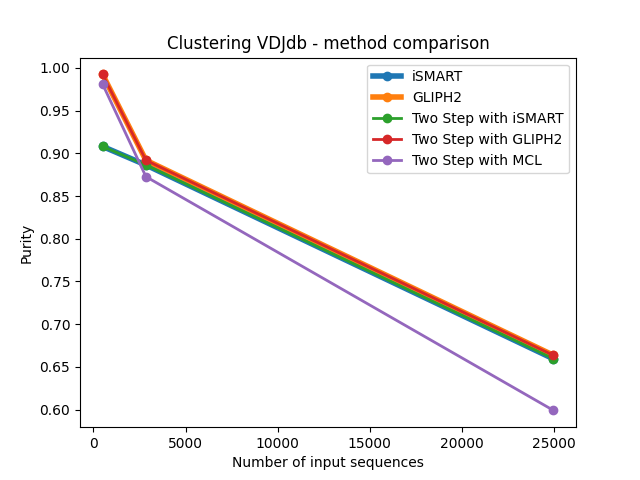 Clustering VDJdb - method comparison
iSMART
GLIPH2
Two Step with iSMART
Two Step with GLIPH2
Two Step with MCL
Purity
1.00
0.95
0.90
0.85
0.80
0.75
0.70
0.65
0.60
0 5000 10000 15000 20000 25000
Number of input sequences